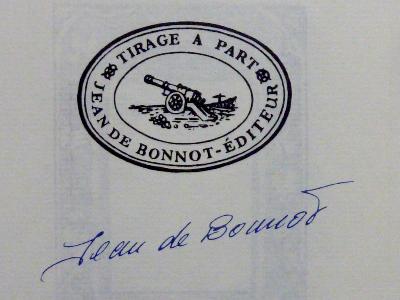 TIRAGE A PART
JEAN DE BONNOT-ÉDITEUR
Jean de Bonnot